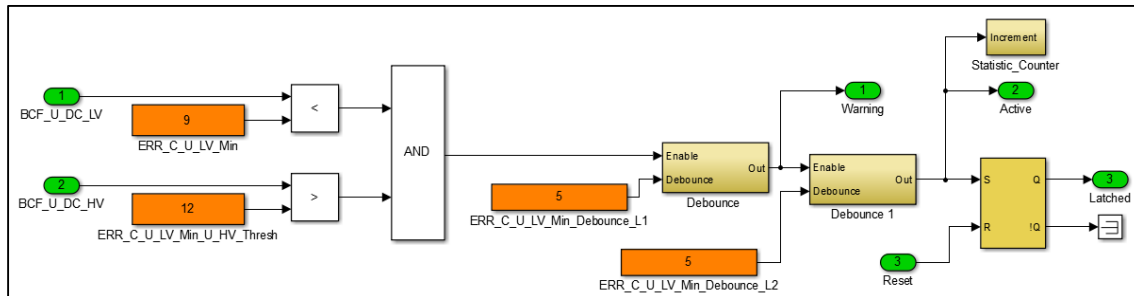 1
BCF_U_DC_LV
9
ERR_C_U_LV_Min
<
2
BCF_U_DC_HV
12
ERR_C_U_LV_Min_U_HV_Thresh
>
AND
5
ERR_C_U_LV_Min_Debounce_L1
Enable
Debounce
Out
Debounce
5
ERR_C_U_LV_Min_Debounce_L2
1
Warning
Enable
Debounce
Out
Debounce 1
Increment
Statistic_Counter
2
Active
3
Reset
S
R
Q
!Q
3
Latched